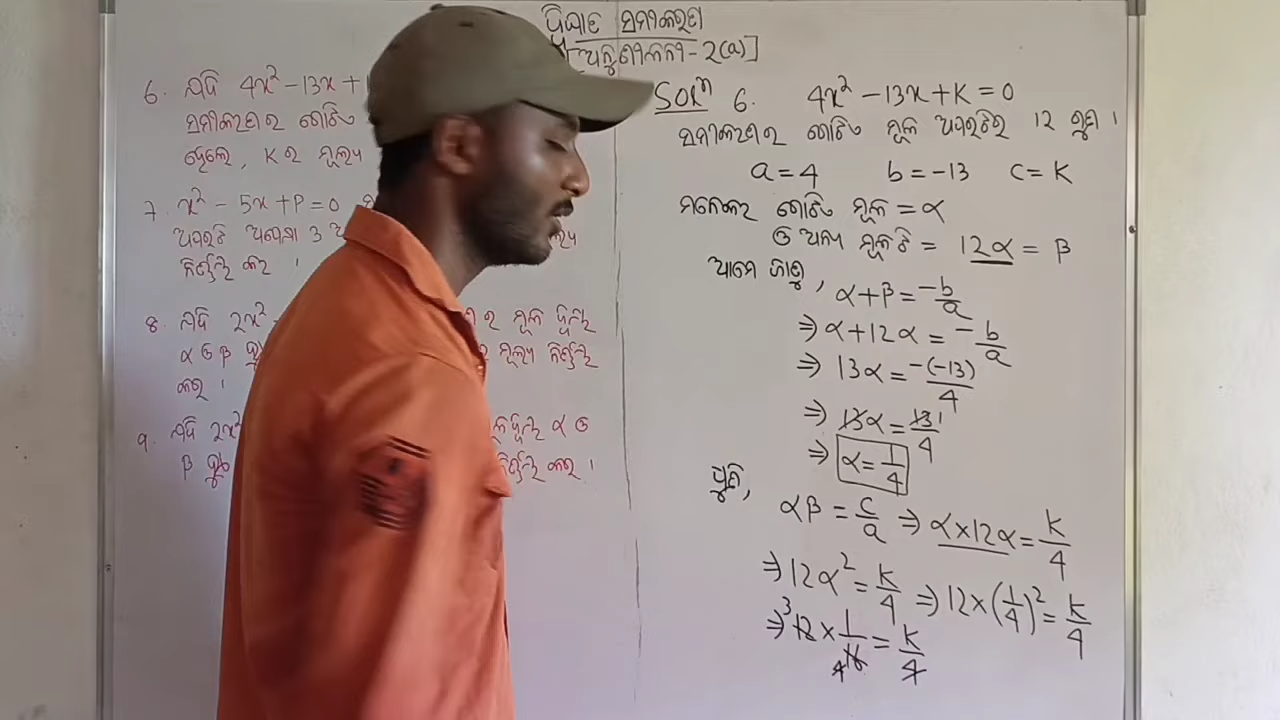 ଦ୍ୱିଘାତ ସମୀକରଣ
[ଅନୁଶୀଳନୀ - 2(a)]
6. ଯଦି 4x² - 13x + 
ସମୀକରଣର ଗୋଟିଏ
ହେଲେ, K ର ମୂଲ୍ୟ
7. x² - 5x + P = 0
ଅପରଟି ଅପେକ୍ଷା 3
ନିର୍ଣ୍ଣୟ କର ।
8. ଯଦି 2x² - ର ମୂଳ ଦ୍ୱୟ
α ଓ β ମୂଲ୍ୟ ନିର୍ଣ୍ଣୟ
କର ।
9. ଯଦି 2x² α ଓ
β ନିର୍ଣ୍ଣୟ କର ।
SOLⁿ 6. 4x² - 13x + K = 0
ସମୀକରଣର ଗୋଟିଏ ମୂଳ ଅପରଟିର 12 ଗୁଣ ।
a = 4 b = -13 c = K
ମନେକର ଗୋଟିଏ ମୂଳ = α
ଓ ଅନ୍ୟ ମୂଳଟି = 12α = β
ଆମେ ଜାଣୁ, α + β = -b/a
⇒ α + 12α = -b/a
⇒ 13α = -(-13)/4
⇒ 13α = 13/4
⇒ α = 1/4
ପୁନଶ୍ଚ,
αβ = c/a ⇒ α × 12α = K/4
⇒ 12α² = K/4 ⇒ 12 × (1/4)² = K/4
⇒ 12 × 1/16 = K/4